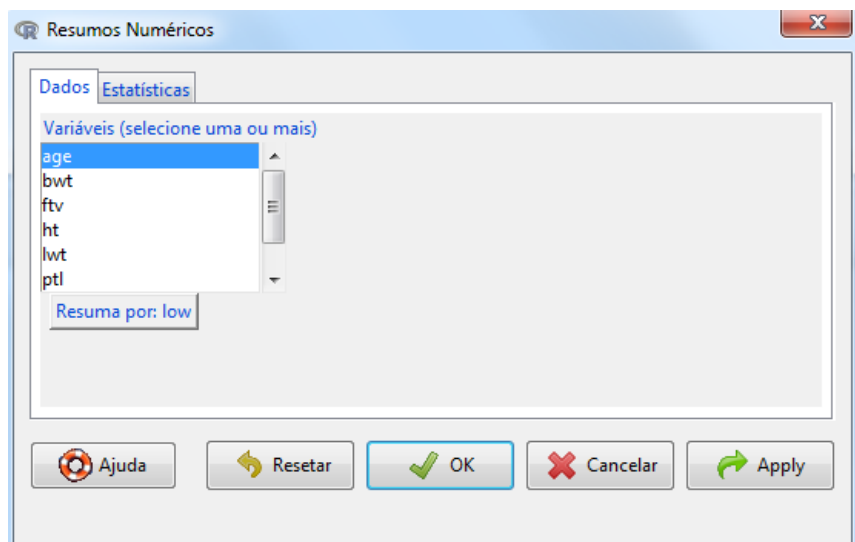 Resumos Numéricos
Dados Estatísticas
Variáveis (selecione uma ou mais)
age
bwt
ftv
ht
lwt
ptl
Resuma por: low
Ajuda Resetar OK Cancelar Apply